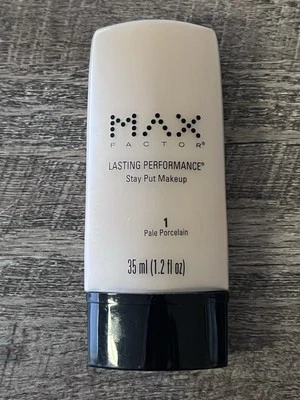 MAX
FACTOR®
LASTING PERFORMANCE®
Stay Put Makeup
1
Pale Porcelain
35 ml (1.2 fl oz)